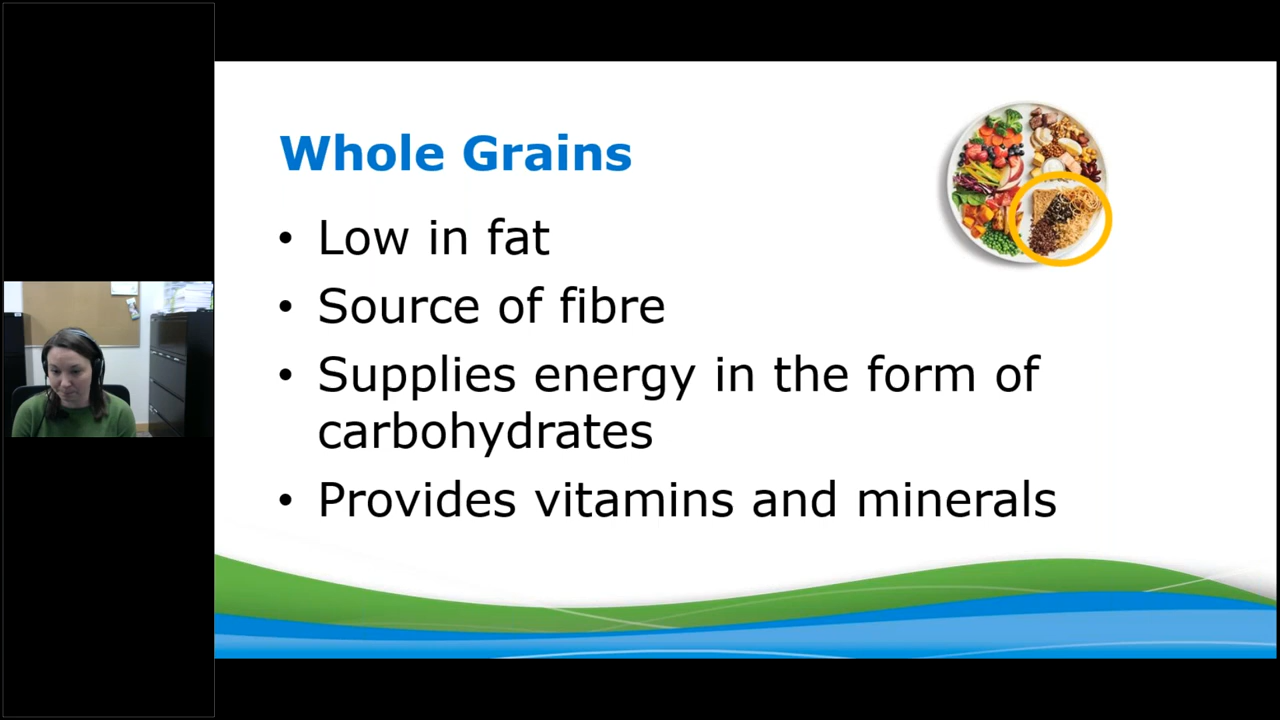 Whole Grains
• Low in fat
• Source of fibre
• Supplies energy in the form of
carbohydrates
• Provides vitamins and minerals